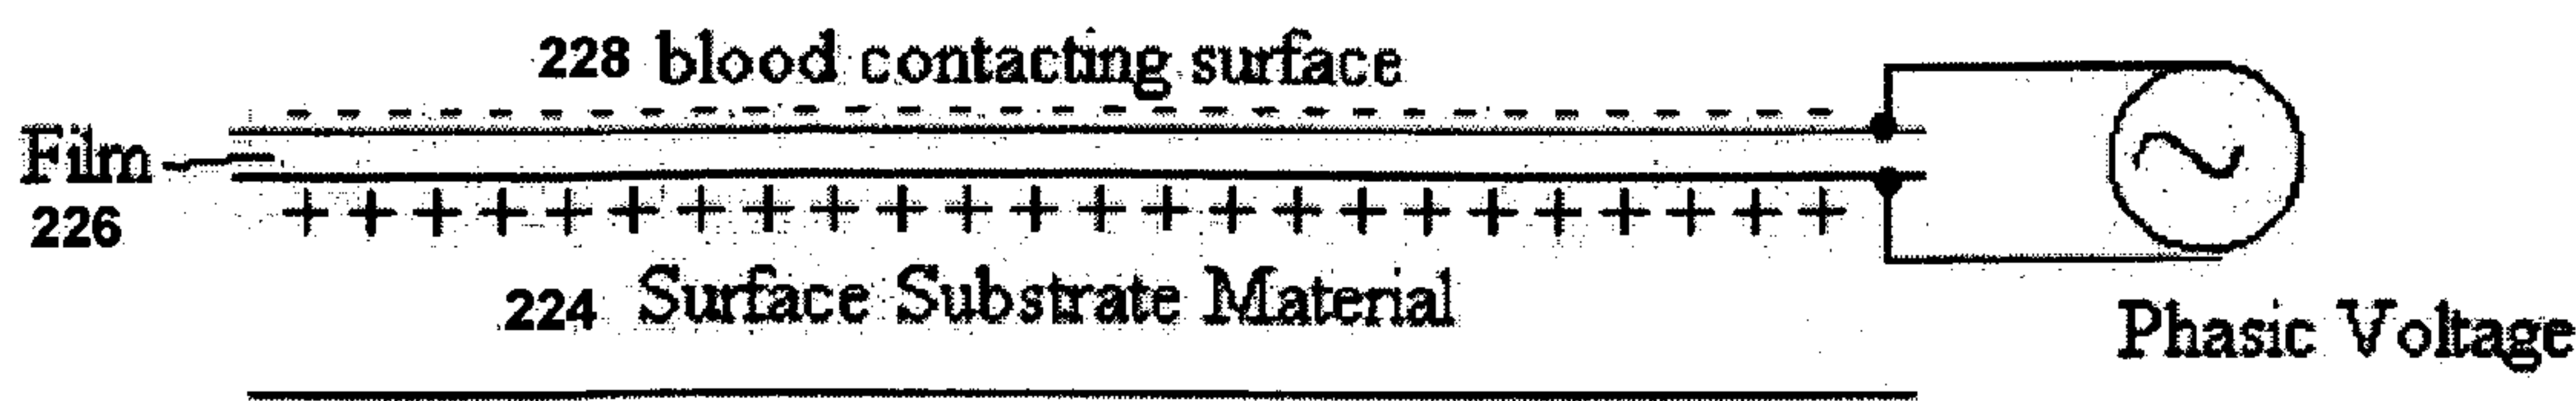 228 blood contacting surface
- - - - - - - - - - - - - - - - - - - - - - - - - - - - - -
Film
226
+ + + + + + + + + + + + + + + + + + + + + + + +
224 Surface Substrate Material
Phasic Voltage